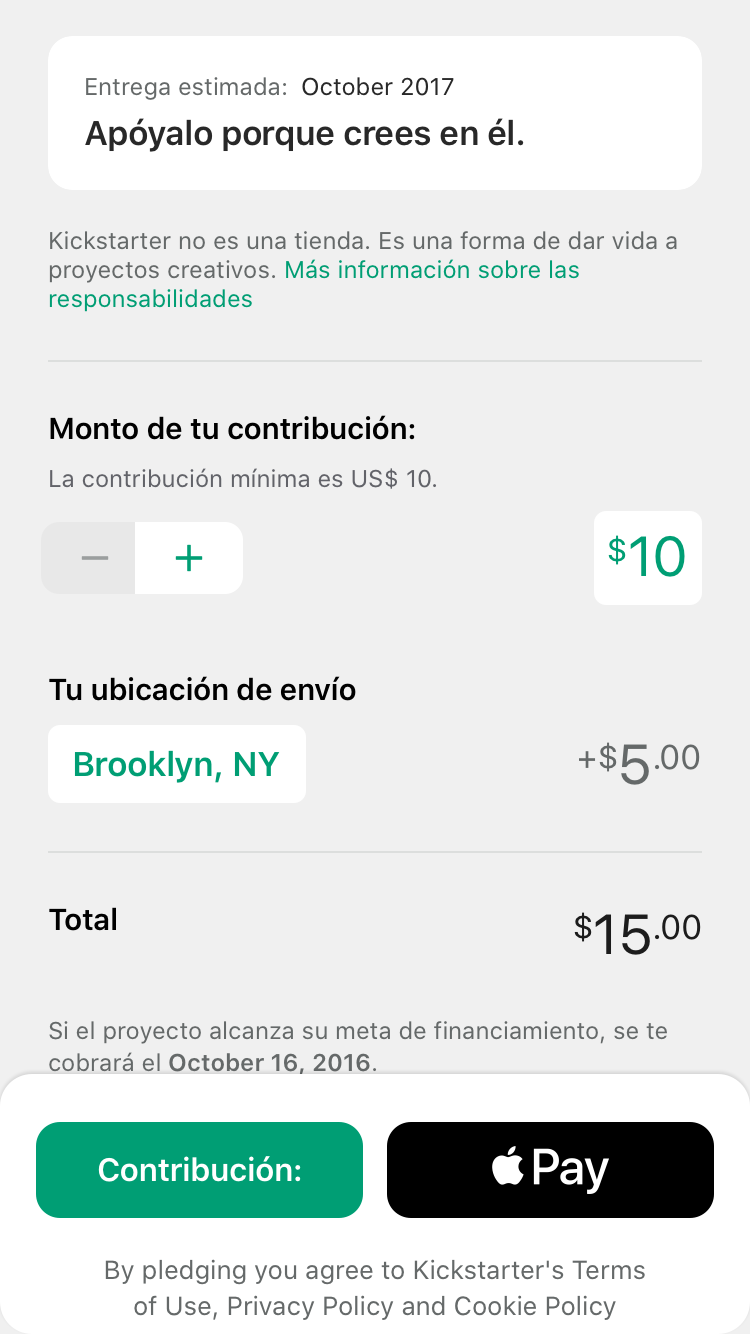 Entrega estimada: October 2017
Apóyalo porque crees en él.
Kickstarter no es una tienda. Es una forma de dar vida a
proyectos creativos. Más información sobre las
responsabilidades
Monto de tu contribución:
La contribución mínima es US$ 10.
− +
$10
Tu ubicación de envío
Brooklyn, NY
+$5.00
Total
$15.00
Si el proyecto alcanza su meta de financiamiento, se te
cobrará el October 16, 2016.
Contribución:
Pay
By pledging you agree to Kickstarter's Terms
of Use, Privacy Policy and Cookie Policy